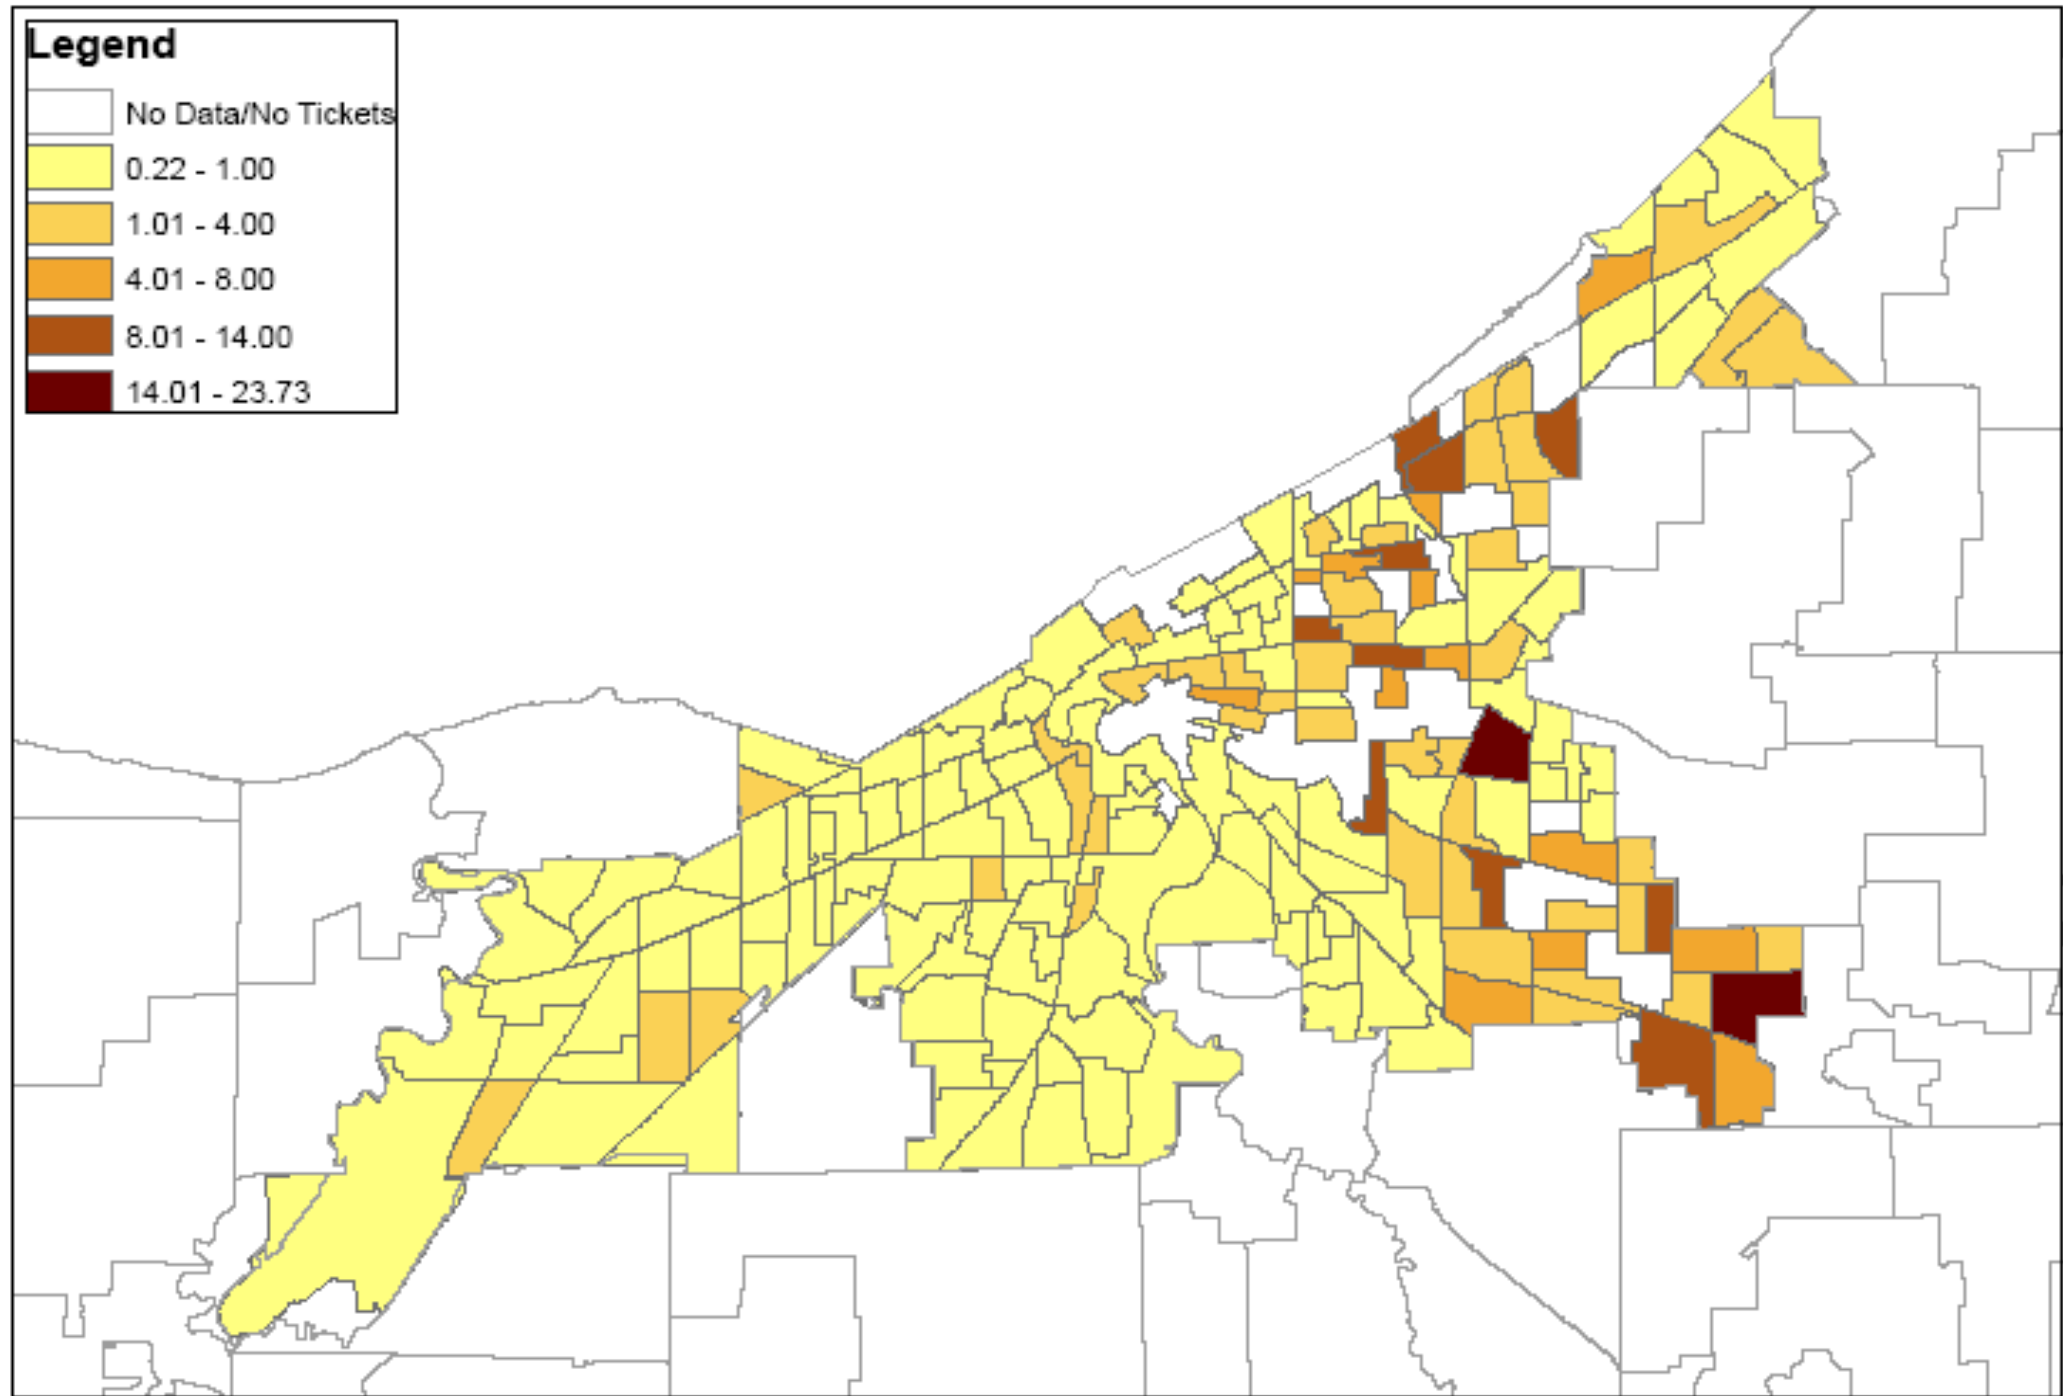 Legend
No Data/No Tickets
0.22 - 1.00
1.01 - 4.00
4.01 - 8.00
8.01 - 14.00
14.01 - 23.73